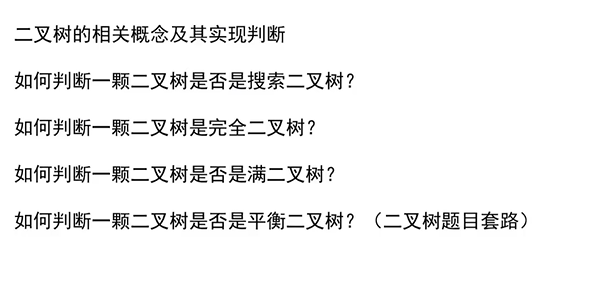 二叉树的相关概念及其实现判断
如何判断一颗二叉树是否是搜索二叉树？
如何判断一颗二叉树是完全二叉树？
如何判断一颗二叉树是否是满二叉树？
如何判断一颗二叉树是否是平衡二叉树？（二叉树题目套路）